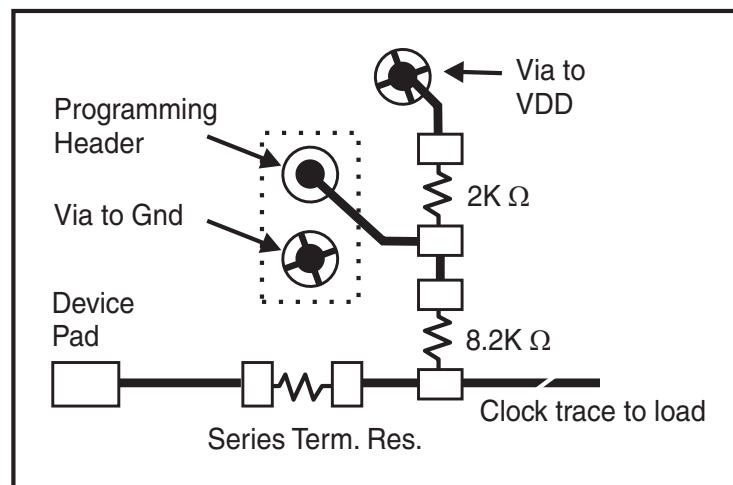 Via to
VDD
Programming
Header
2K Ω
Via to Gnd
Device
Pad
8.2K Ω
Clock trace to load
Series Term. Res.